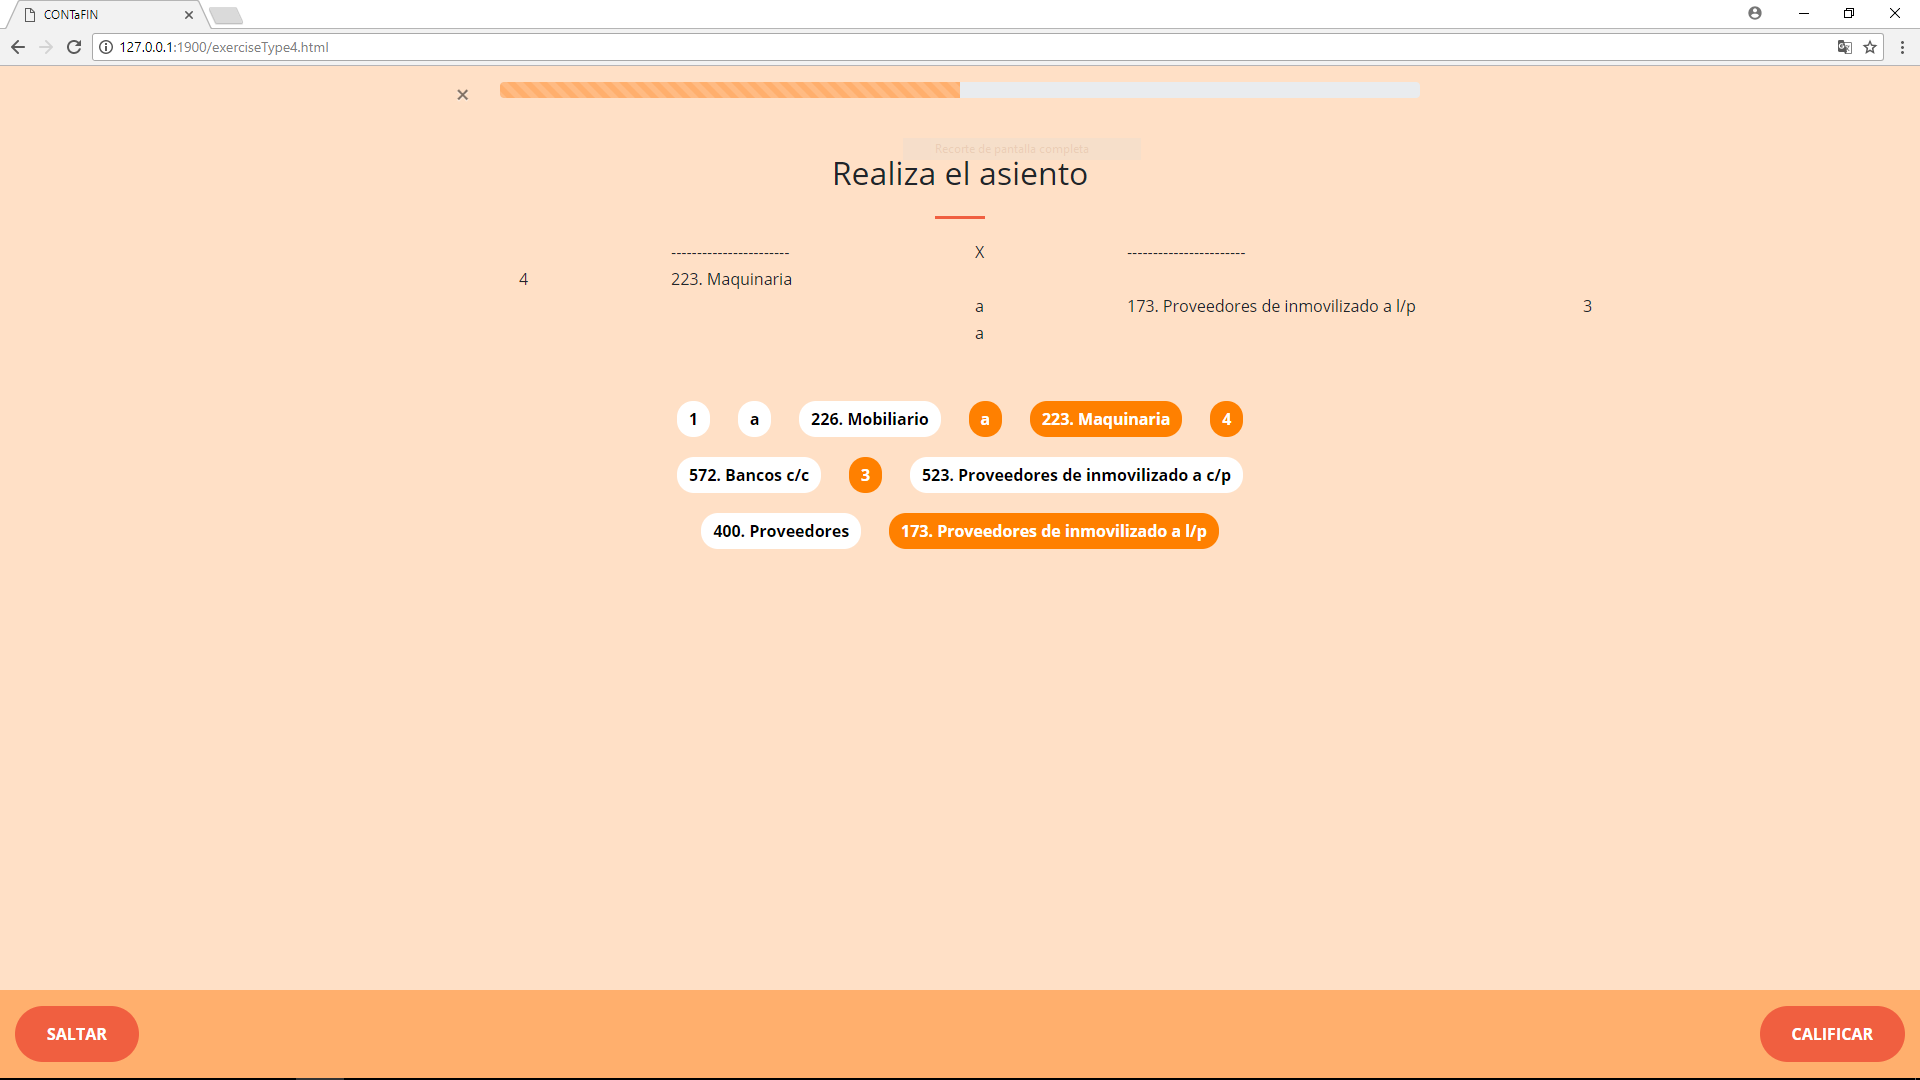 CONTaFIN
127.0.0.1:1900/exerciseType4.html
Recorte de pantalla completa
Realiza el asiento
----------------------- X -----------------------
4 223. Maquinaria
a 173. Proveedores de inmovilizado a l/p 3
a
1 a 226. Mobiliario a 223. Maquinaria 4
572. Bancos c/c 3 523. Proveedores de inmovilizado a c/p
400. Proveedores 173. Proveedores de inmovilizado a l/p
SALTAR CALIFICAR